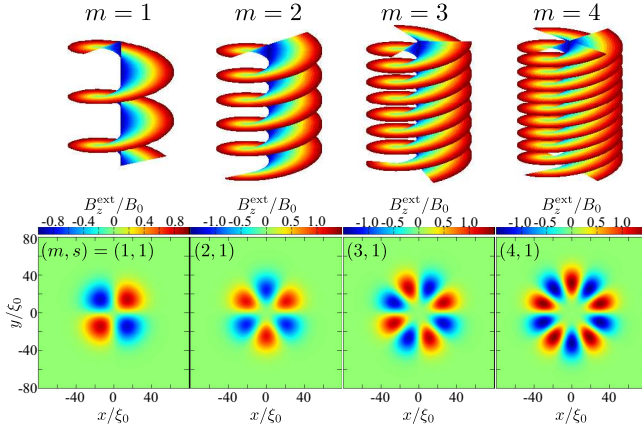 m = 1 m = 2 m = 3 m = 4
B_z^ext/B_0 B_z^ext/B_0 B_z^ext/B_0 B_z^ext/B_0
-0.8 -0.4 0 0.4 0.8 -1.0 -0.5 0 0.5 1.0 -1.0 -0.5 0 0.5 1.0 -1.0 -0.5 0 0.5 1.0
80 (m, s) = (1, 1) (2, 1) (3, 1) (4, 1)
40
y/ξ_0 0
-40
-80
-40 0 40 -40 0 40 -40 0 40 -40 0 40
x/ξ_0 x/ξ_0 x/ξ_0 x/ξ_0